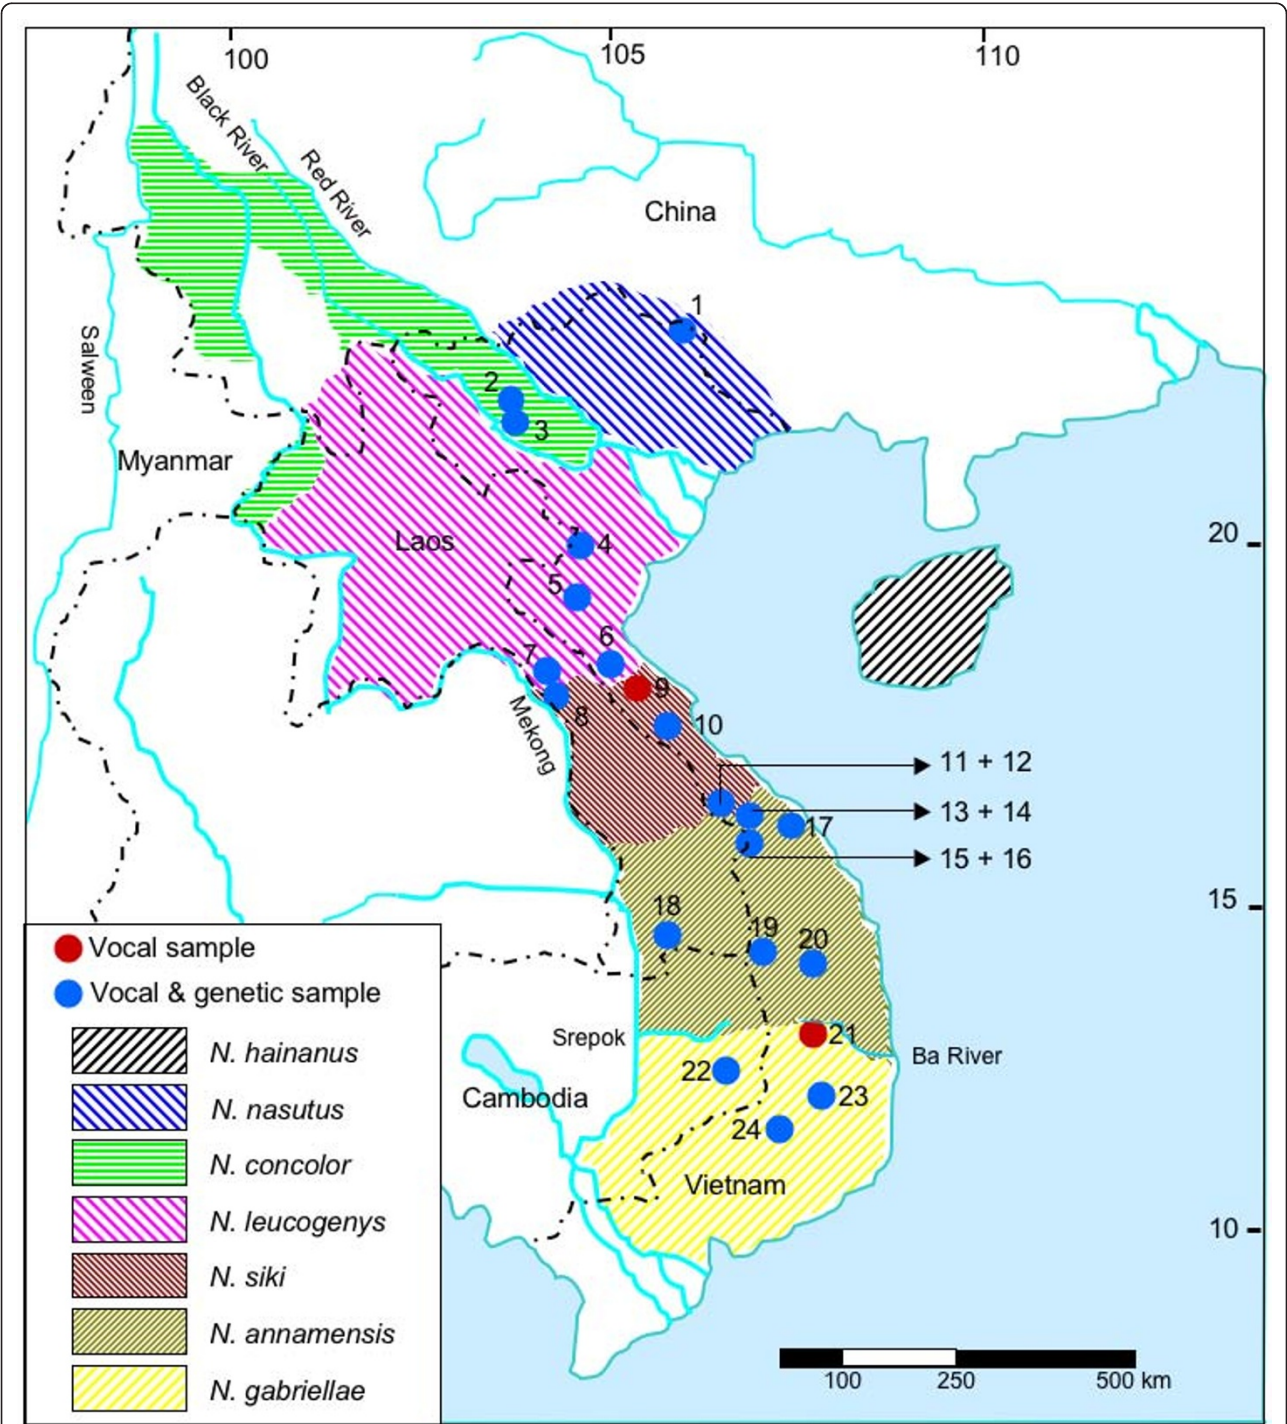 100
105
110
Black River
Red River
China
1
2
3
Salween
Myanmar
20
Laos
4
5
6
7
9
8
10
Mekong
11 + 12
13 + 14
17
15 + 16
15
18
19
20
Vocal sample
Vocal & genetic sample
Srepok
21
Ba River
N. hainanus
22
Cambodia
23
N. nasutus
24
N. concolor
Vietnam
N. leucogenys
10
N. siki
N. annamensis
100 250 500 km
N. gabriellae